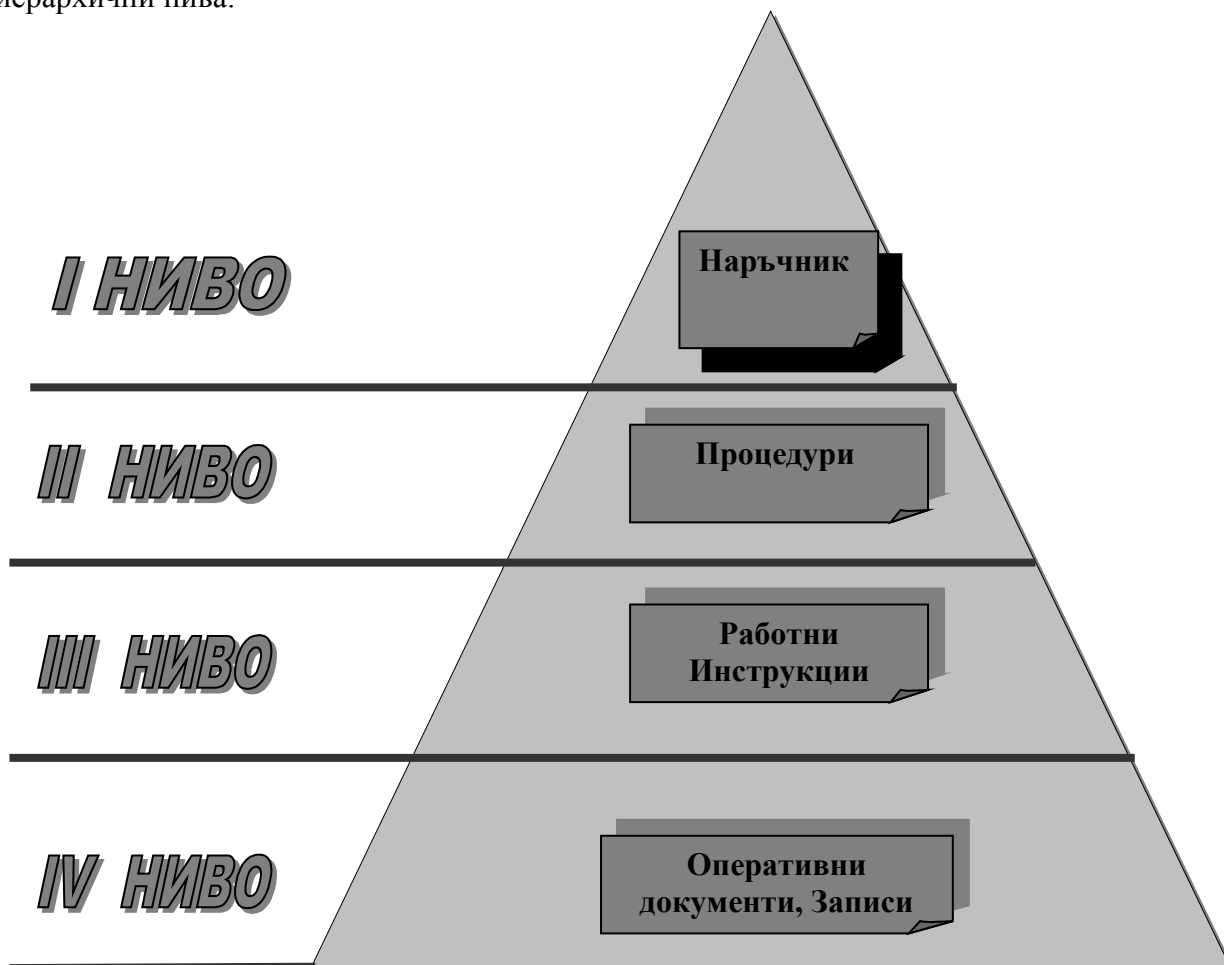 йерархични нива:
I НИВО
Наръчник
II НИВО
Процедури
III НИВО
Работни
Инструкции
IV НИВО
Оперативни
документи, Записи